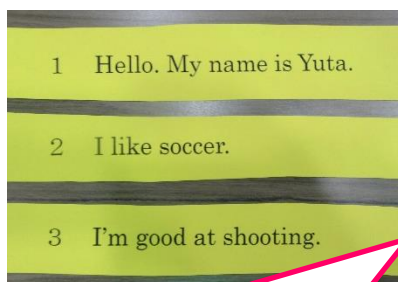 1 Hello. My name is Yuta.
2 I like soccer.
3 I'm good at shooting.